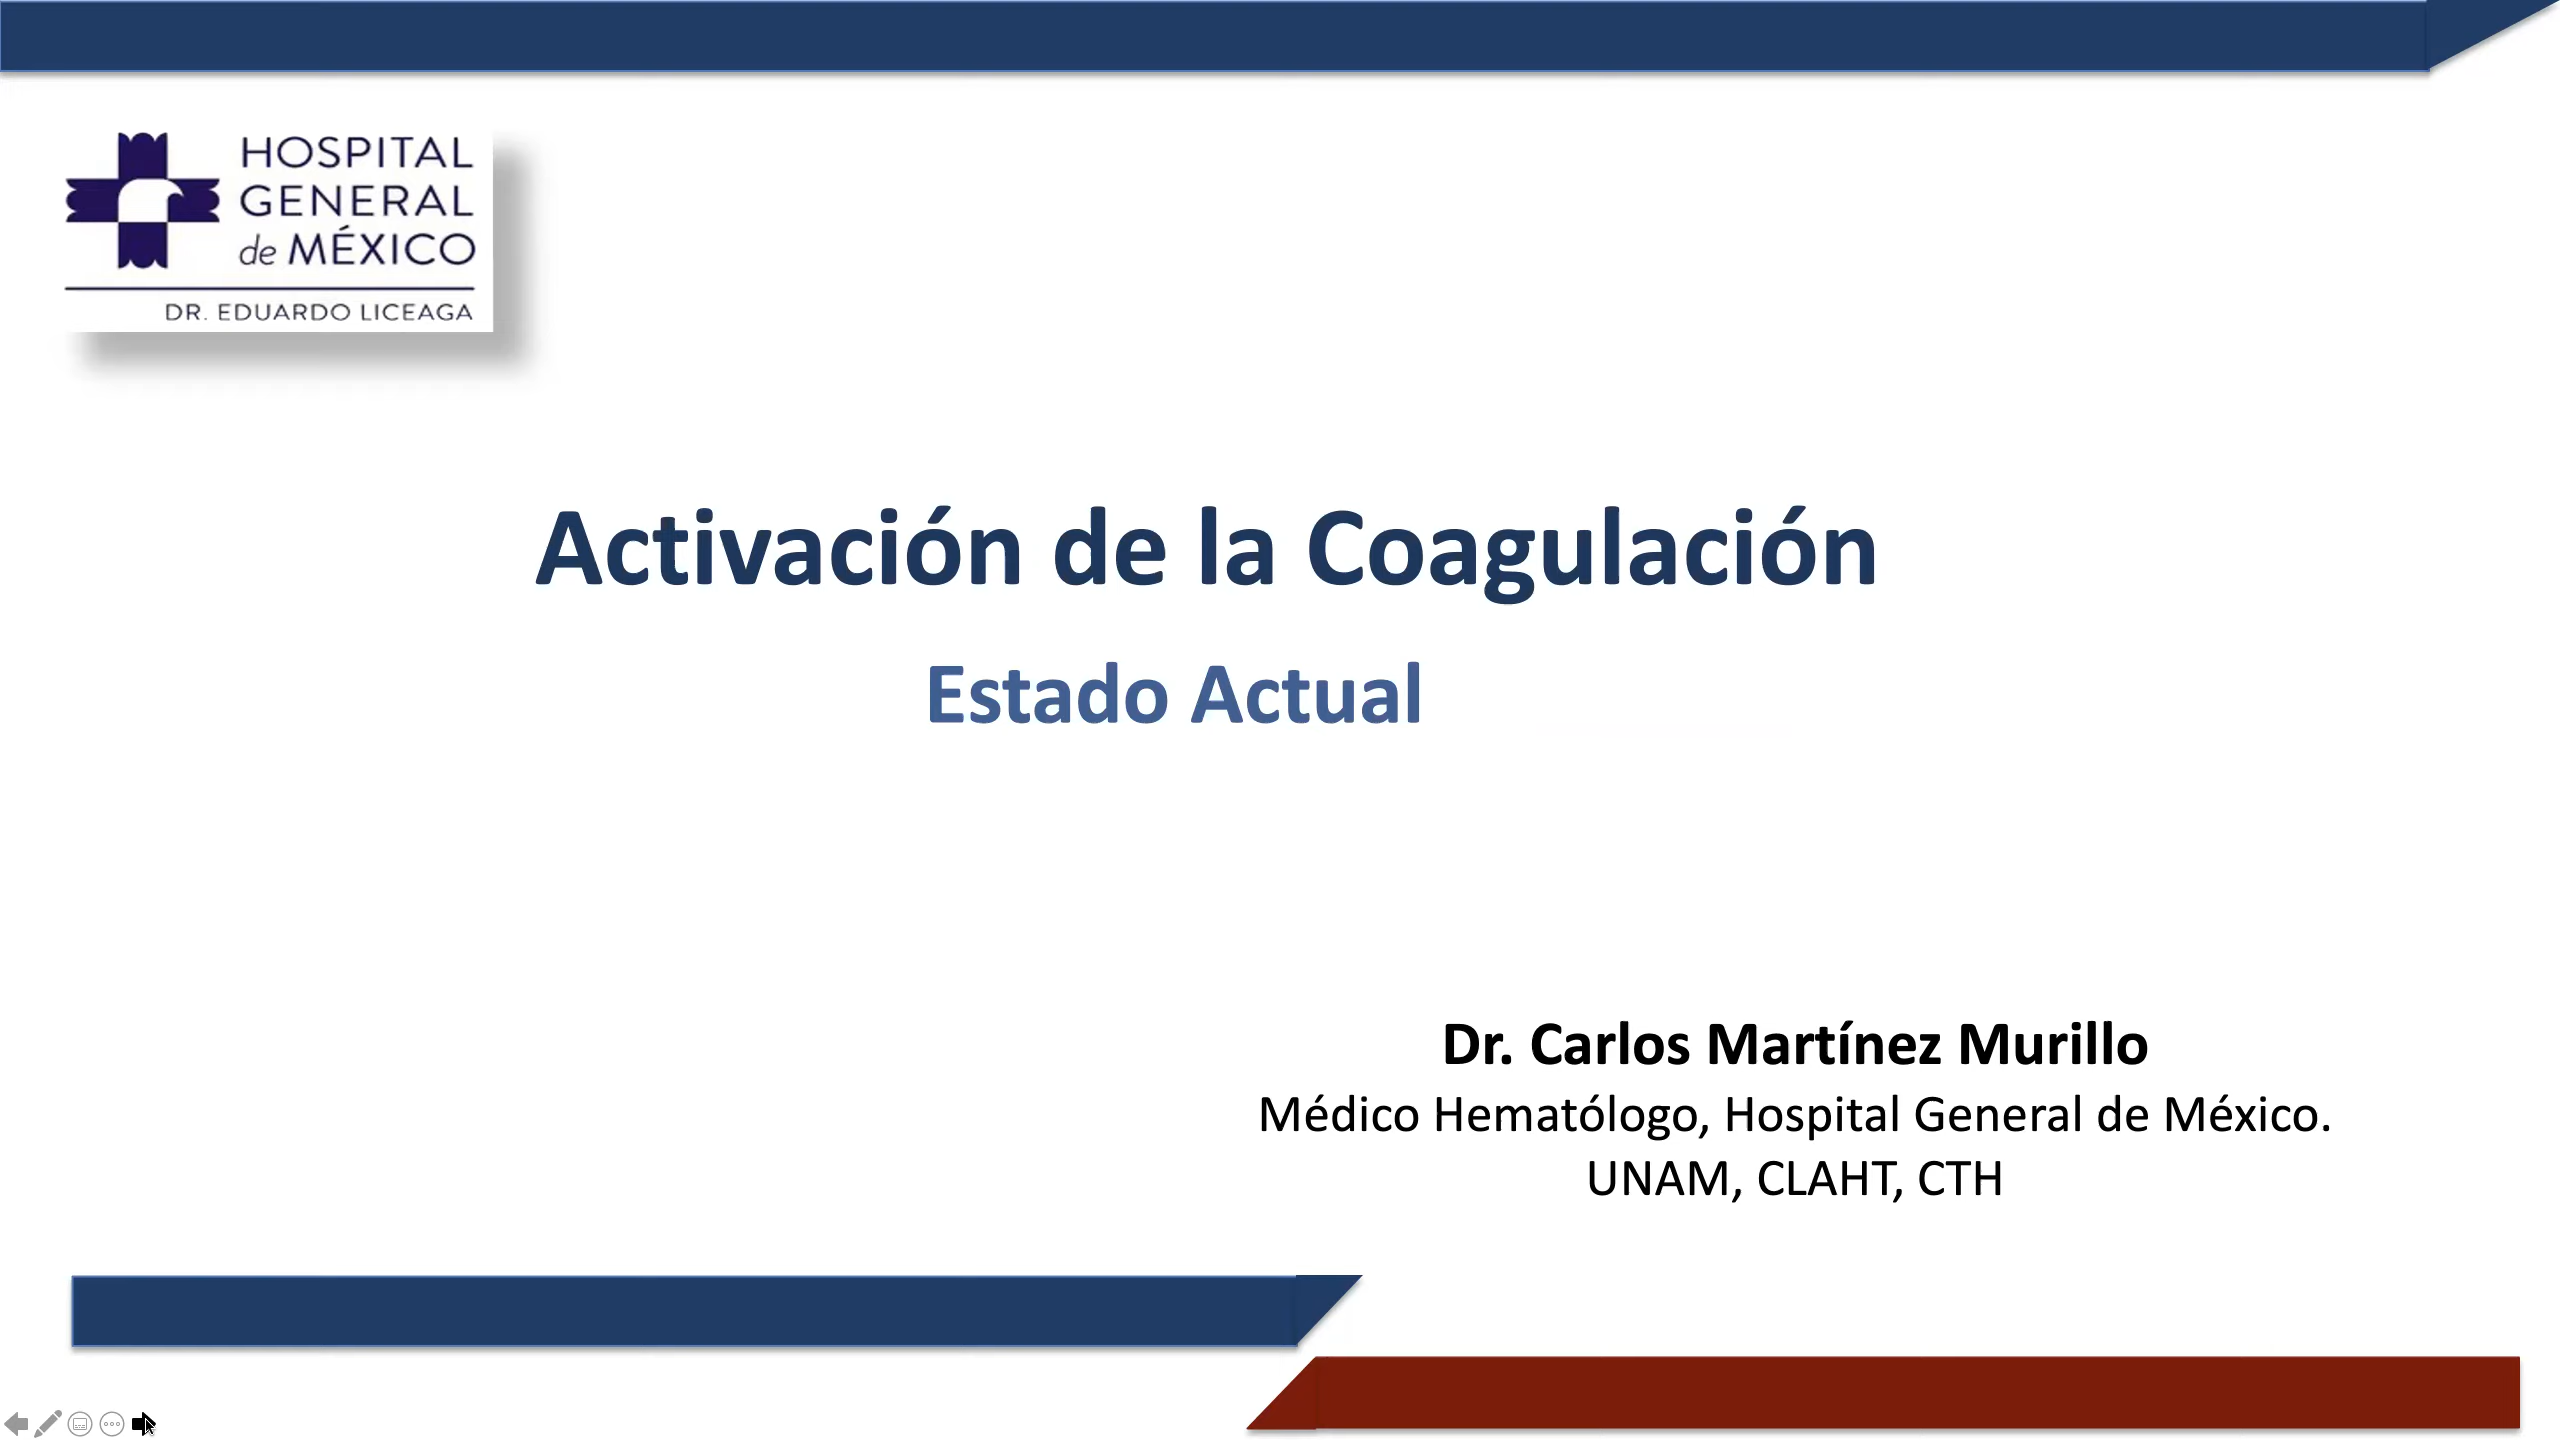 HOSPITAL
GENERAL
de MÉXICO
DR. EDUARDO LICEAGA
Activación de la Coagulación
Estado Actual
Dr. Carlos Martínez Murillo
Médico Hematólogo, Hospital General de México.
UNAM, CLAHT, CTH